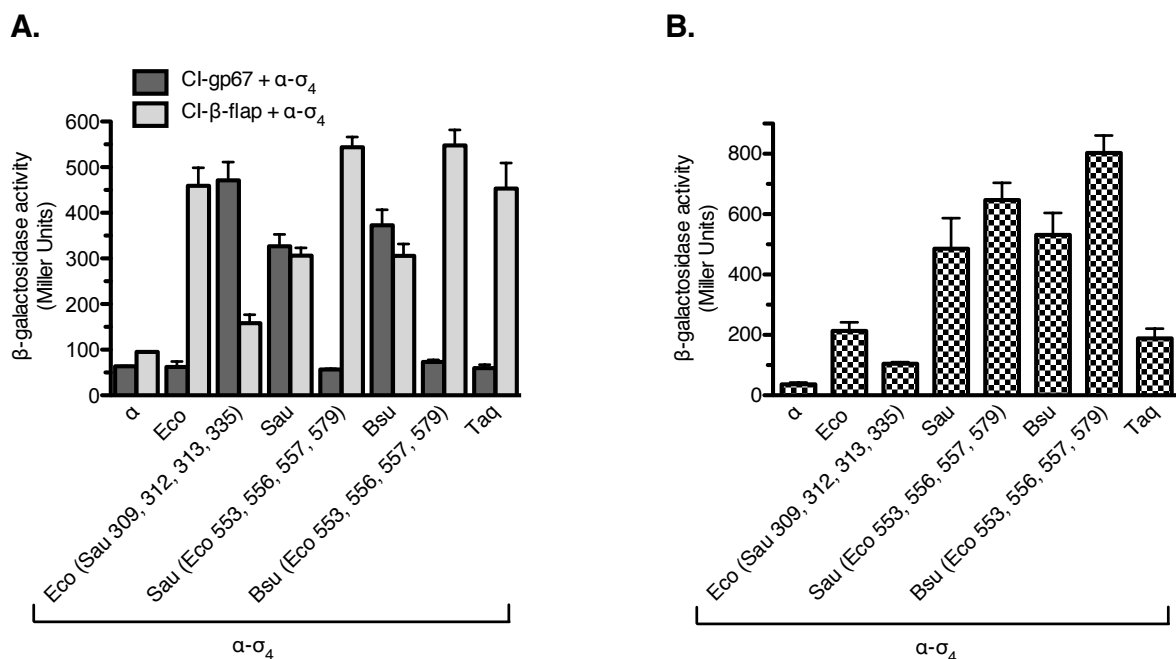 A.
CI-gp67 + α-σ4
CI-β-flap + α-σ4
β-galactosidase activity
(Miller Units)
600
500
400
300
200
100
0
α
Eco
Eco (Sau 309, 312, 313, 335)
Sau
Sau (Eco 553, 556, 557, 579)
Bsu
Bsu (Eco 553, 556, 557, 579)
Taq
α-σ4
B.
β-galactosidase activity
(Miller Units)
800
600
400
200
0
α
Eco
Eco (Sau 309, 312, 313, 335)
Sau
Sau (Eco 553, 556, 557, 579)
Bsu
Bsu (Eco 553, 556, 557, 579)
Taq
α-σ4